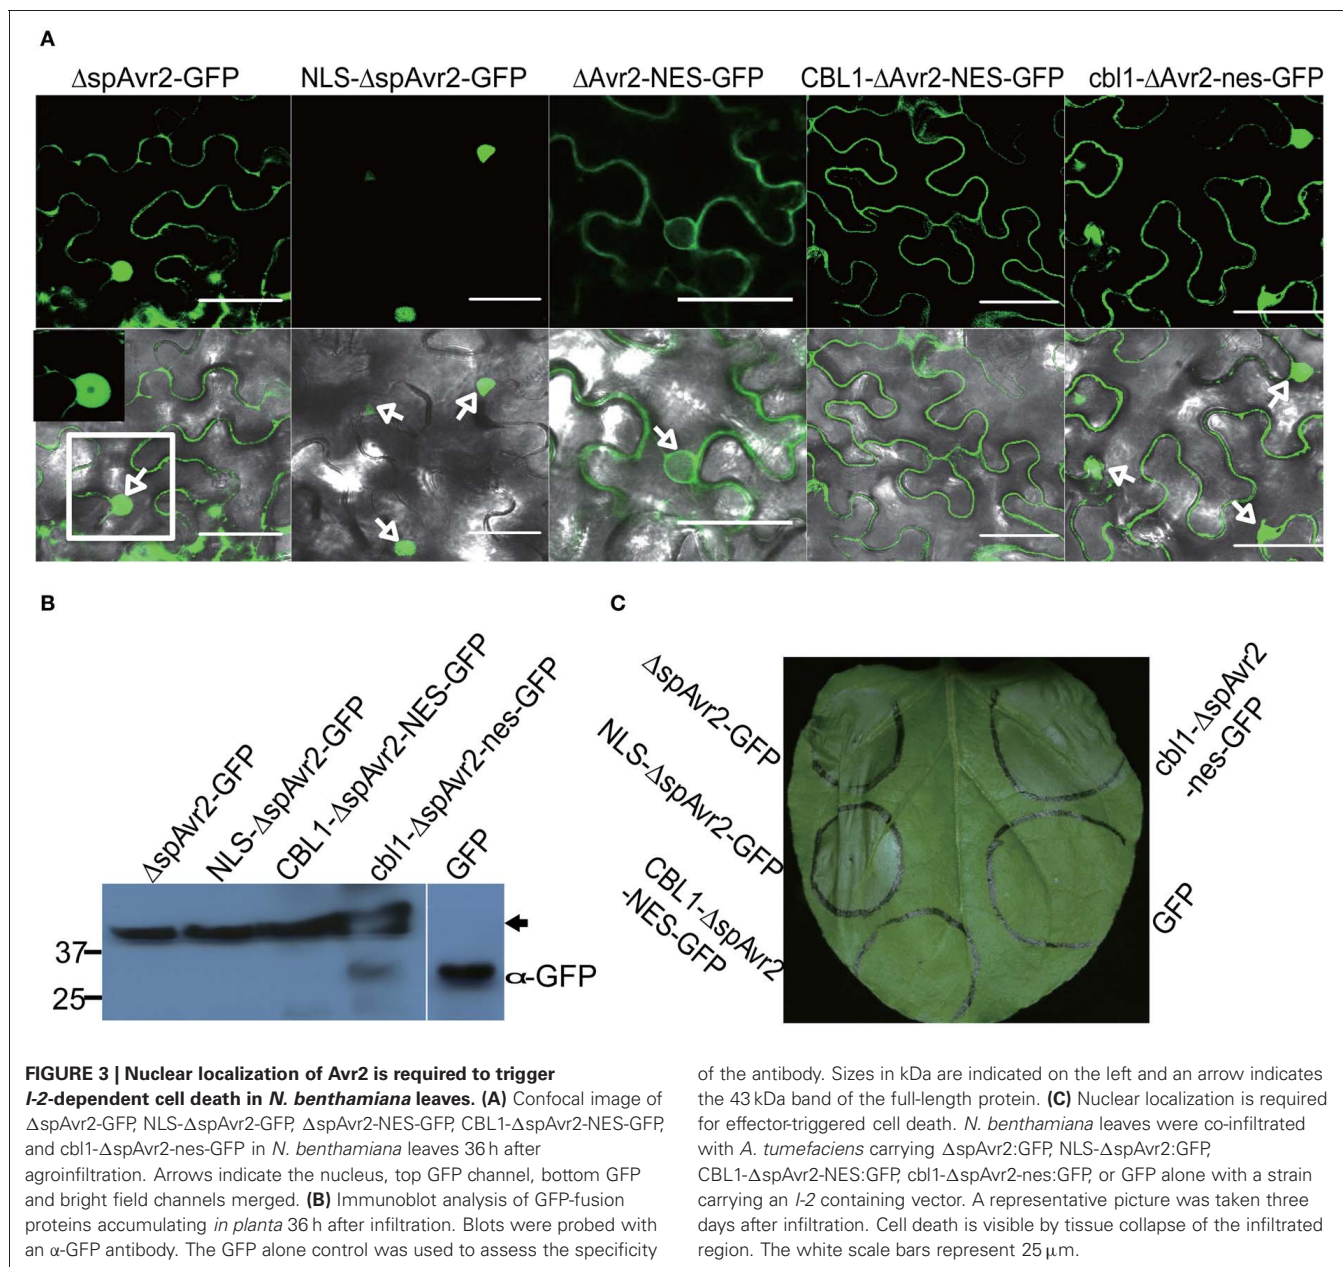 A
ΔspAvr2-GFP
NLS-ΔspAvr2-GFP
ΔAvr2-NES-GFP
CBL1-ΔAvr2-NES-GFP
cbl1-ΔAvr2-nes-GFP
B
ΔspAvr2-GFP
NLS-ΔspAvr2-GFP
CBL1-ΔspAvr2-NES-GFP
cbl1-ΔspAvr2-nes-GFP
GFP
37
25
α-GFP
C
ΔspAvr2-GFP
NLS-ΔspAvr2-GFP
CBL1-ΔspAvr2
-NES-GFP
cbl1-ΔspAvr2
-nes-GFP
GFP
FIGURE 3 | Nuclear localization of Avr2 is required to trigger
I-2-dependent cell death in N. benthamiana leaves. (A) Confocal image of
ΔspAvr2-GFP, NLS-ΔspAvr2-GFP, ΔspAvr2-NES-GFP, CBL1-ΔspAvr2-NES-GFP,
and cbl1-ΔspAvr2-nes-GFP in N. benthamiana leaves 36 h after
agroinfiltration. Arrows indicate the nucleus, top GFP channel, bottom GFP
and bright field channels merged. (B) Immunoblot analysis of GFP-fusion
proteins accumulating in planta 36 h after infiltration. Blots were probed with
an α-GFP antibody. The GFP alone control was used to assess the specificity
of the antibody. Sizes in kDa are indicated on the left and an arrow indicates
the 43 kDa band of the full-length protein. (C) Nuclear localization is required
for effector-triggered cell death. N. benthamiana leaves were co-infiltrated
with A. tumefaciens carrying ΔspAvr2:GFP, NLS-ΔspAvr2:GFP,
CBL1-ΔspAvr2-NES:GFP, cbl1-ΔspAvr2-nes:GFP, or GFP alone with a strain
carrying an I-2 containing vector. A representative picture was taken three
days after infiltration. Cell death is visible by tissue collapse of the infiltrated
region. The white scale bars represent 25 μm.